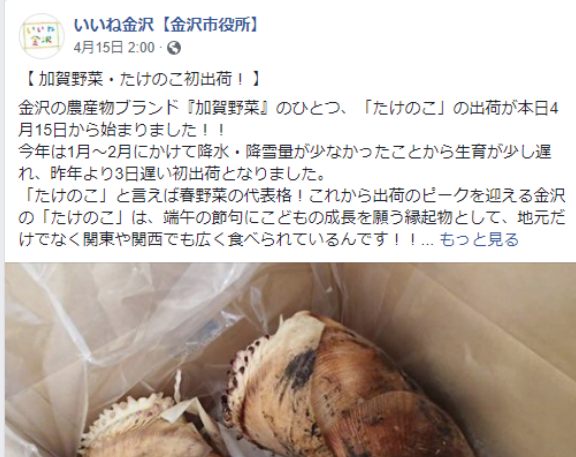 いいね金沢
いいね金沢【金沢市役所】
4月15日 2:00 ·
【 加賀野菜・たけのこ初出荷！ 】
金沢の農産物ブランド『加賀野菜』のひとつ、「たけのこ」の出荷が本日4
月15日から始まりました！！
今年は1月〜2月にかけて降水・降雪量が少なかったことから生育が少し遅
れ、昨年より3日遅い初出荷となりました。
「たけのこ」と言えば春野菜の代表格！これから出荷のピークを迎える金沢
の「たけのこ」は、端午の節句にこどもの成長を願う縁起物として、地元だ
けでなく関東や関西でも広く食べられているんです！！... もっと見る